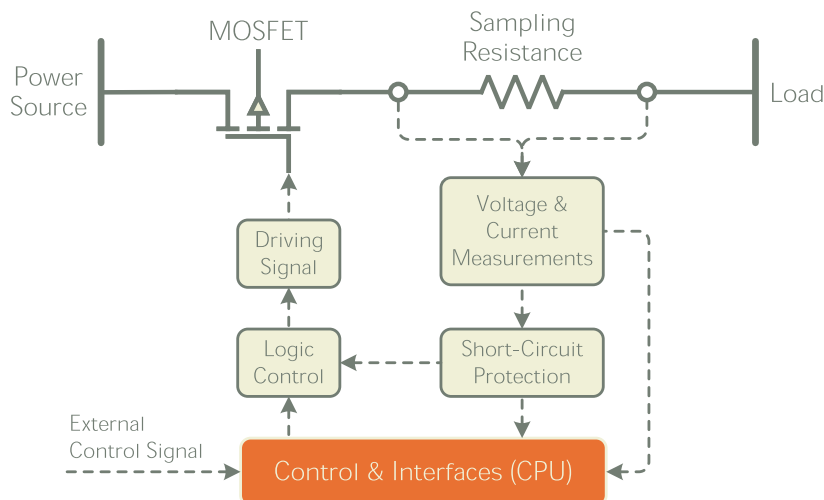 MOSFET
Sampling
Resistance
Power
Source
Load
Voltage &
Current
Measurements
Driving
Signal
Logic
Control
Short-Circuit
Protection
External
Control Signal
Control & Interfaces (CPU)